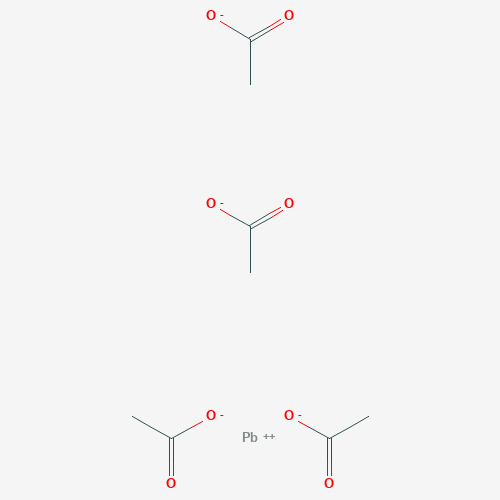 O- O
O- O
O- O-
Pb ++
O O